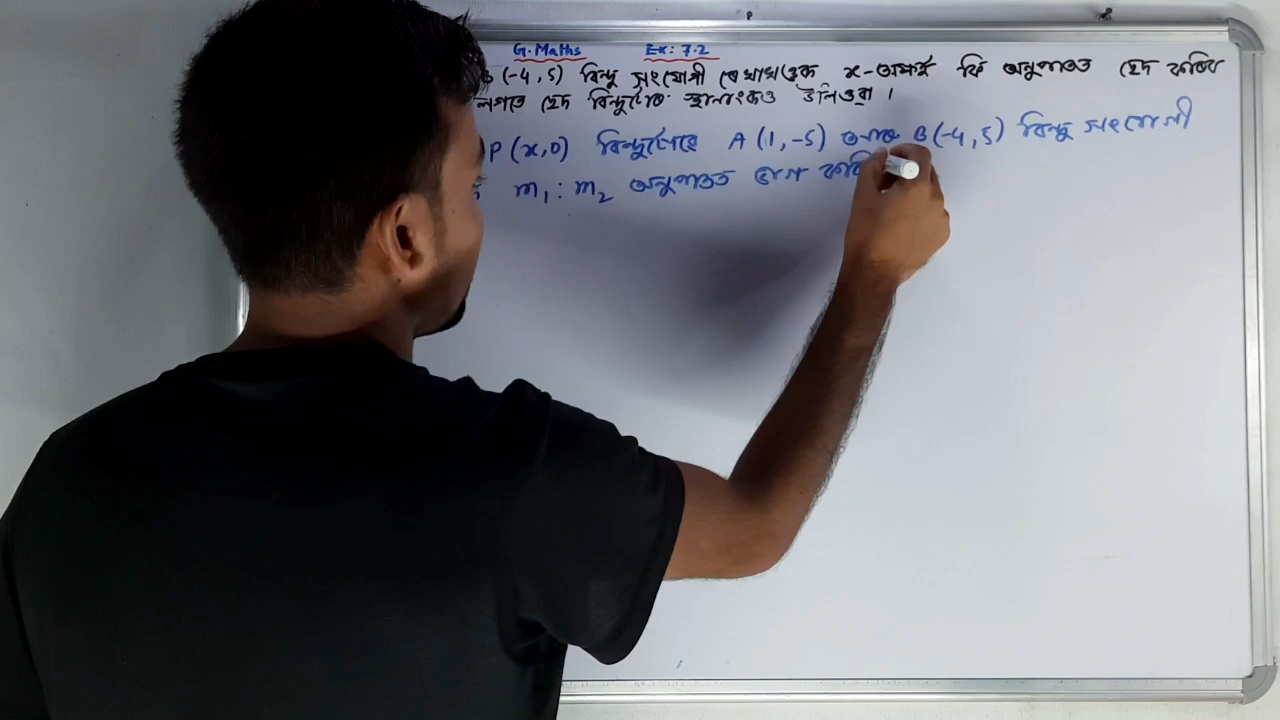 G. Maths Ex: 7.2
B (-4, 5) বিন্দু সংযোগী ৰেখাখণ্ডক x-অক্ষই কি অনুপাতত ছেদ কৰিব
লগতে ছেদ বিন্দুটোৰ স্থানাংকও উলিওৱা ।
P (x, 0) বিন্দুটোৱে A (1, -5) আৰু B (-4, 5) বিন্দু সংযোগী
m₁ : m₂ অনুপাতত ভাগ